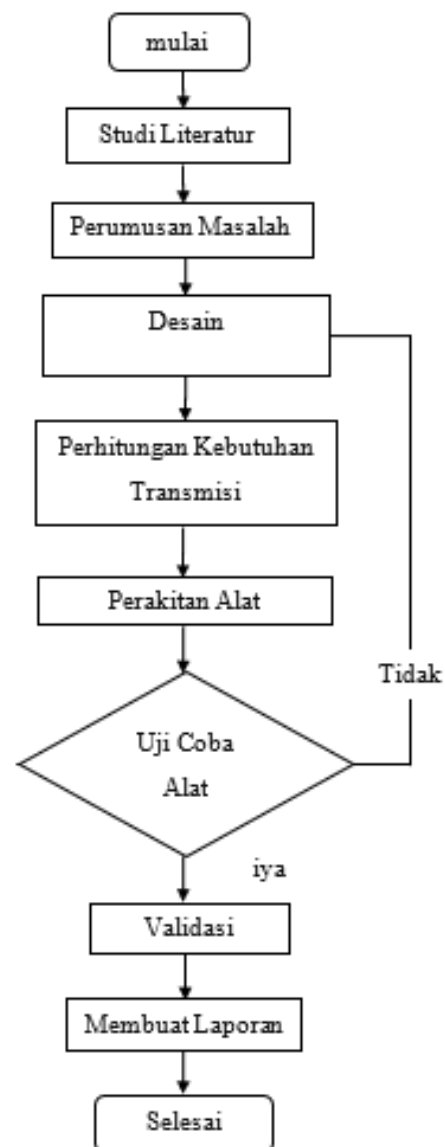 mulai
Studi Literatur
Perumusan Masalah
Desain
Perhitungan Kebutuhan
Transmisi
Perakitan Alat
Tidak
Uji Coba
Alat
iya
Validasi
Membuat Laporan
Selesai